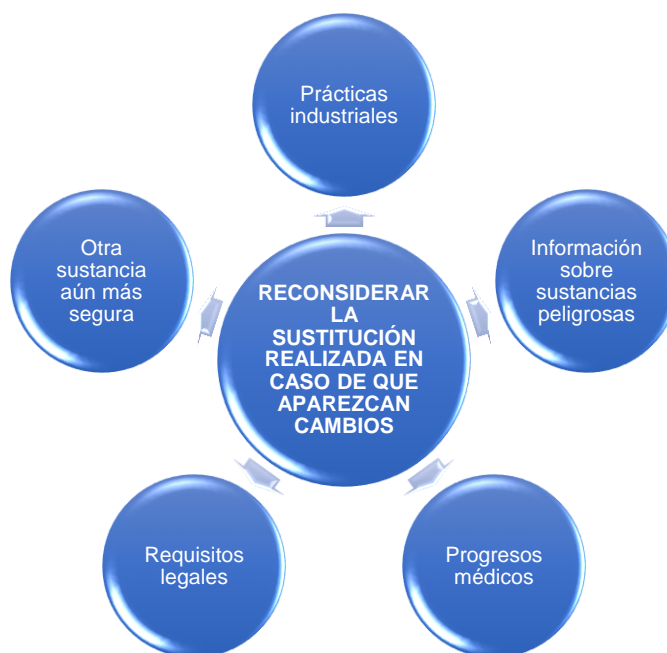 Prácticas
industriales
Otra
sustancia
aún más
segura
Información
sobre
sustancias
peligrosas
RECONSIDERAR
LA
SUSTITUCIÓN
REALIZADA EN
CASO DE QUE
APAREZCAN
CAMBIOS
Requisitos
legales
Progresos
médicos